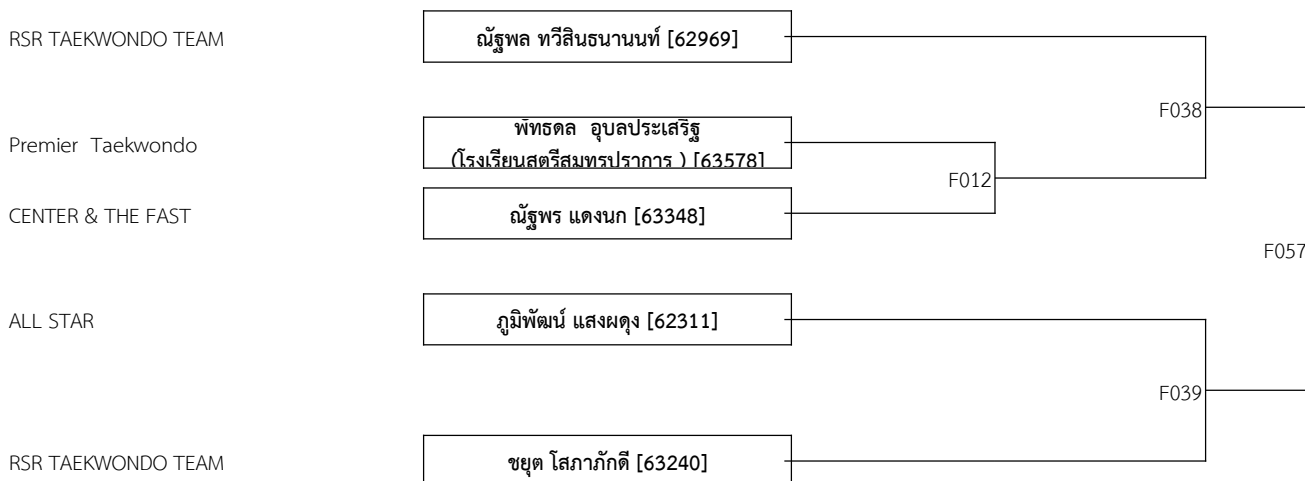 RSR TAEKWONDO TEAM
ณัฐพล ทวีสินธนานนท์ [62969]
F038
Premier Taekwondo
พัทธดล อุบลประเสริฐ
(โรงเรียนสตรีสมุทรปราการ ) [63578]
F012
CENTER & THE FAST
ณัฐพร แดงนก [63348]
F057
ALL STAR
ภูมิพัฒน์ แสงผดุง [62311]
F039
RSR TAEKWONDO TEAM
ชยุต โสภาภักดี [63240]